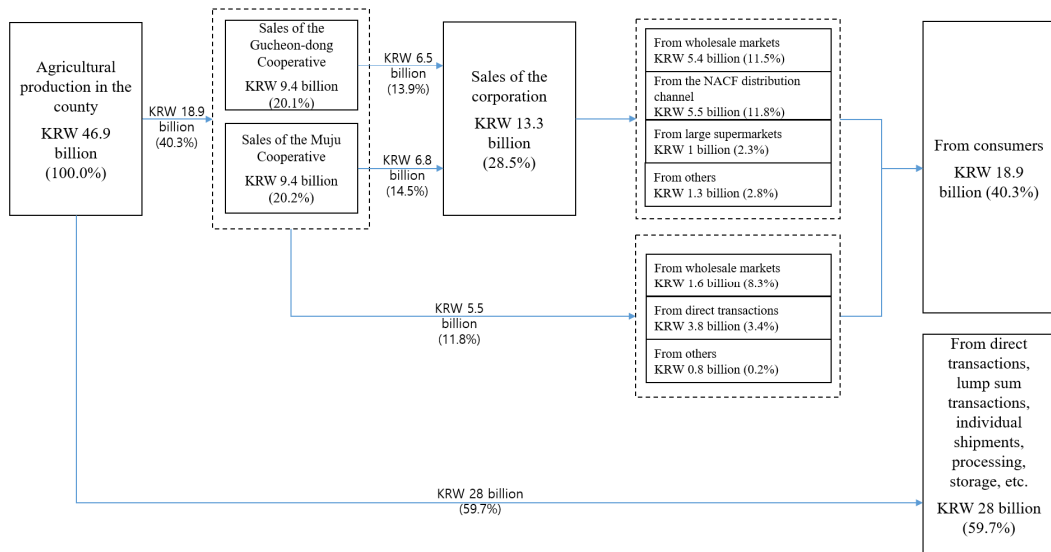 Agricultural
production in the
county
KRW 46.9
billion
(100.0%)
KRW 18.9
billion
(40.3%)
Sales of the
Gucheon-dong
Cooperative
KRW 9.4 billion
(20.1%)
Sales of the Muju
Cooperative
KRW 9.4 billion
(20.2%)
KRW 6.5
billion
(13.9%)
KRW 6.8
billion
(14.5%)
Sales of the
corporation
KRW 13.3
billion
(28.5%)
From wholesale markets
KRW 5.4 billion (11.5%)
From the NACF distribution
channel
KRW 5.5 billion (11.8%)
From large supermarkets
KRW 1 billion (2.3%)
From others
KRW 1.3 billion (2.8%)
From consumers
KRW 18.9
billion (40.3%)
KRW 5.5
billion
(11.8%)
From wholesale markets
KRW 1.6 billion (8.3%)
From direct transactions
KRW 3.8 billion (3.4%)
From others
KRW 0.8 billion (0.2%)
KRW 28 billion
(59.7%)
From direct
transactions,
lump sum
transactions,
individual
shipments,
processing,
storage, etc.
KRW 28 billion
(59.7%)